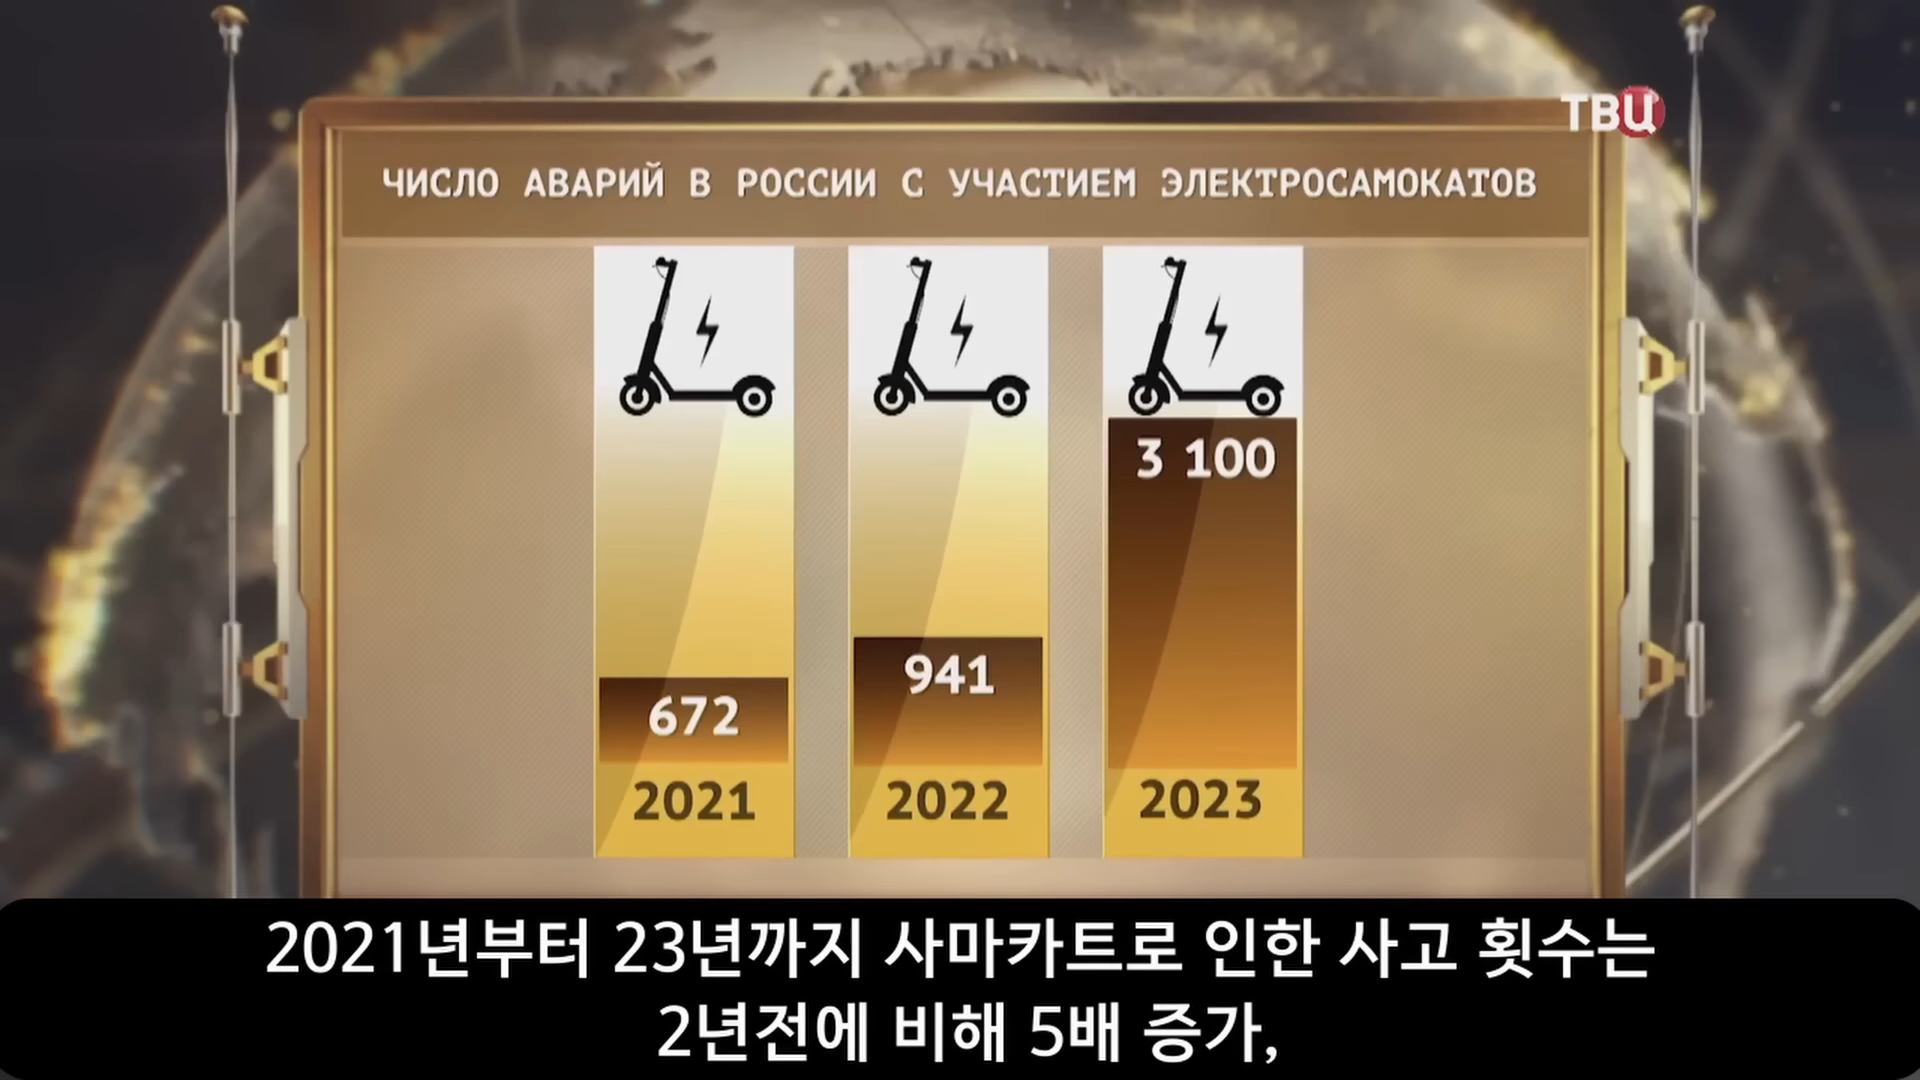 ТВЦ
ЧИСЛО АВАРИЙ В РОССИИ С УЧАСТИЕМ ЭЛЕКТРОСАМОКАТОВ
3 100
941
672
2021 2022 2023
2021년부터 23년까지 사마카트로 인한 사고 횟수는
2년전에 비해 5배 증가,